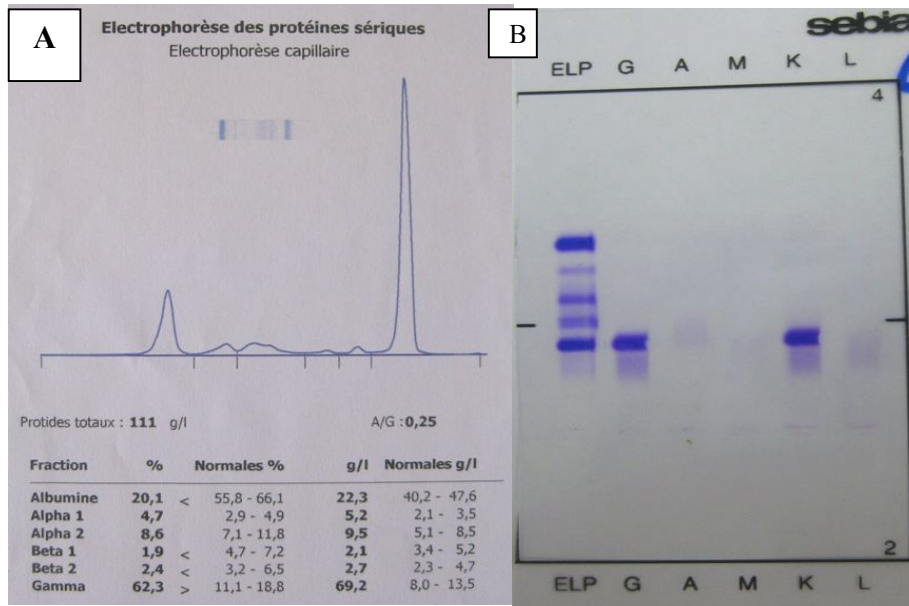 A
Electrophorèse des protéines sériques
Electrophorèse capillaire
Protides totaux : 111 g/l A/G : 0,25
Fraction % Normales % g/l Normales g/l
Albumine 20,1 < 55,8 - 66,1 22,3 40,2 - 47,6
Alpha 1 4,7 2,9 - 4,9 5,2 2,1 - 3,5
Alpha 2 8,6 7,1 - 11,8 9,5 5,1 - 8,5
Beta 1 1,9 < 4,7 - 7,2 2,1 3,4 - 5,2
Beta 2 2,4 < 3,2 - 6,5 2,7 2,3 - 4,7
Gamma 62,3 > 11,1 - 18,8 69,2 8,0 - 13,5
B
sebia
ELP G A M K L
4
2
ELP G A M K L